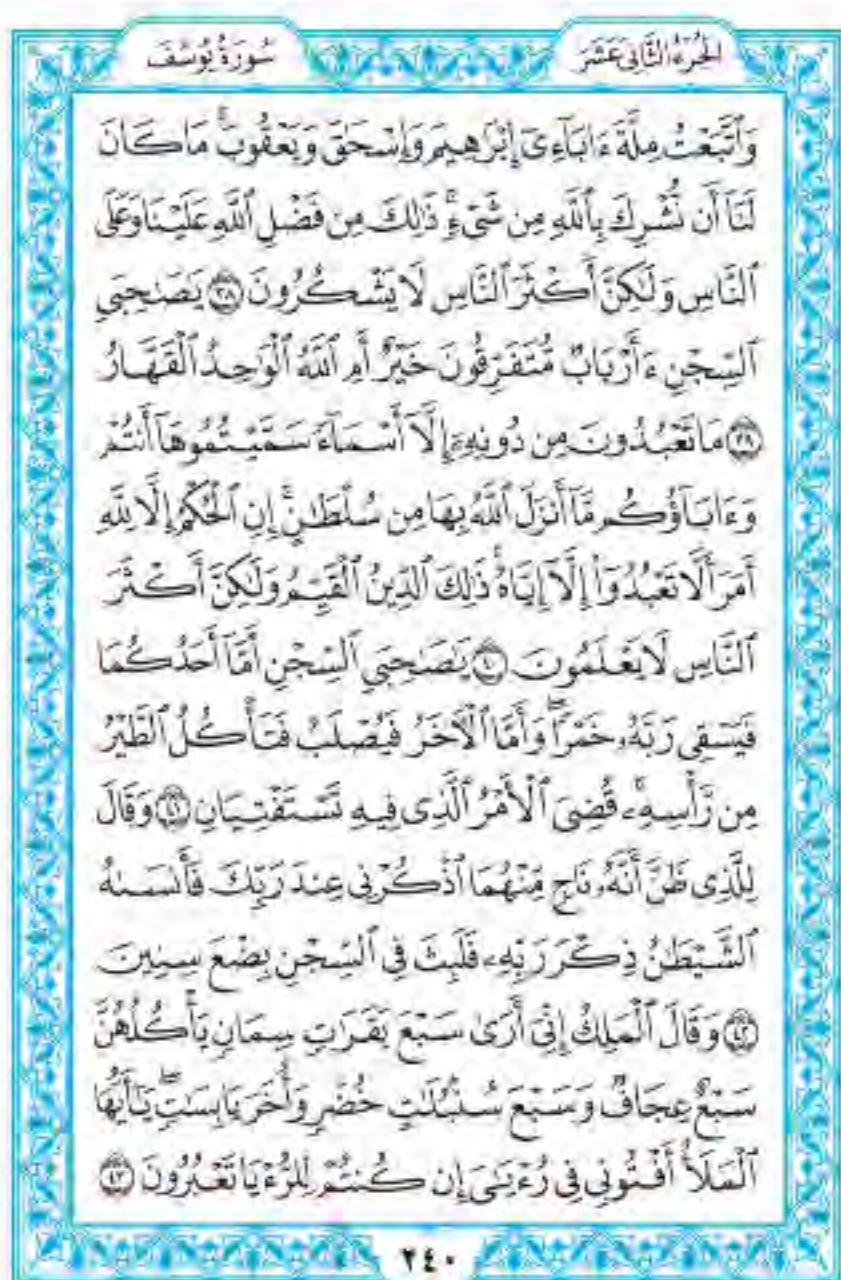 الجزء الثاني عشر
سورة يوسف
وَٱتَّبَعۡتُ مِلَّةَ ءَابَآءِيٓ إِبۡرَٰهِيمَ وَإِسۡحَٰقَ وَيَعۡقُوبَۚ مَا كَانَ
لَنَآ أَن نُّشۡرِكَ بِٱللَّهِ مِن شَيۡءٖۚ ذَٰلِكَ مِن فَضۡلِ ٱللَّهِ عَلَيۡنَا وَعَلَى
ٱلنَّاسِ وَلَٰكِنَّ أَكۡثَرَ ٱلنَّاسِ لَا يَشۡكُرُونَ ٣٨ يَٰصَٰحِبَيِ
ٱلسِّجۡنِ ءَأَرۡبَابٞ مُّتَفَرِّقُونَ خَيۡرٌ أَمِ ٱللَّهُ ٱلۡوَٰحِدُ ٱلۡقَهَّارُ
٣٩ مَا تَعۡبُدُونَ مِن دُونِهِۦٓ إِلَّآ أَسۡمَآءٗ سَمَّيۡتُمُوهَآ أَنتُمۡ
وَءَابَآؤُكُم مَّآ أَنزَلَ ٱللَّهُ بِهَا مِن سُلۡطَٰنٍۚ إِنِ ٱلۡحُكۡمُ إِلَّا لِلَّهِ
أَمَرَ أَلَّا تَعۡبُدُوٓاْ إِلَّآ إِيَّاهُۚ ذَٰلِكَ ٱلدِّينُ ٱلۡقَيِّمُ وَلَٰكِنَّ أَكۡثَرَ
ٱلنَّاسِ لَا يَعۡلَمُونَ ٤٠ يَٰصَٰحِبَيِ ٱلسِّجۡنِ أَمَّآ أَحَدُكُمَا
فَيَسۡقِي رَبَّهُۥ خَمۡرٗاۖ وَأَمَّا ٱلۡأٓخَرُ فَيُصۡلَبُ فَتَأۡكُلُ ٱلطَّيۡرُ
مِن رَّأۡسِهِۦۚ قُضِيَ ٱلۡأَمۡرُ ٱلَّذِي فِيهِ تَسۡتَفۡتِيَانِ ٤١ وَقَالَ
لِلَّذِي ظَنَّ أَنَّهُۥ نَاجٖ مِّنۡهُمَا ٱذۡكُرۡنِي عِندَ رَبِّكَ فَأَنسَىٰهُ
ٱلشَّيۡطَٰنُ ذِكۡرَ رَبِّهِۦ فَلَبِثَ فِي ٱلسِّجۡنِ بِضۡعَ سِنِينَ
٤٢ وَقَالَ ٱلۡمَلِكُ إِنِّيٓ أَرَىٰ سَبۡعَ بَقَرَٰتٖ سِمَانٖ يَأۡكُلُهُنَّ
سَبۡعٌ عِجَافٞ وَسَبۡعَ سُنۢبُلَٰتٍ خُضۡرٖ وَأُخَرَ يَابِسَٰتٖۖ يَٰٓأَيُّهَا
ٱلۡمَلَأُ أَفۡتُونِي فِي رُءۡيَٰيَ إِن كُنتُمۡ لِلرُّءۡيَا تَعۡبُرُونَ ٤٣
٢٤٠